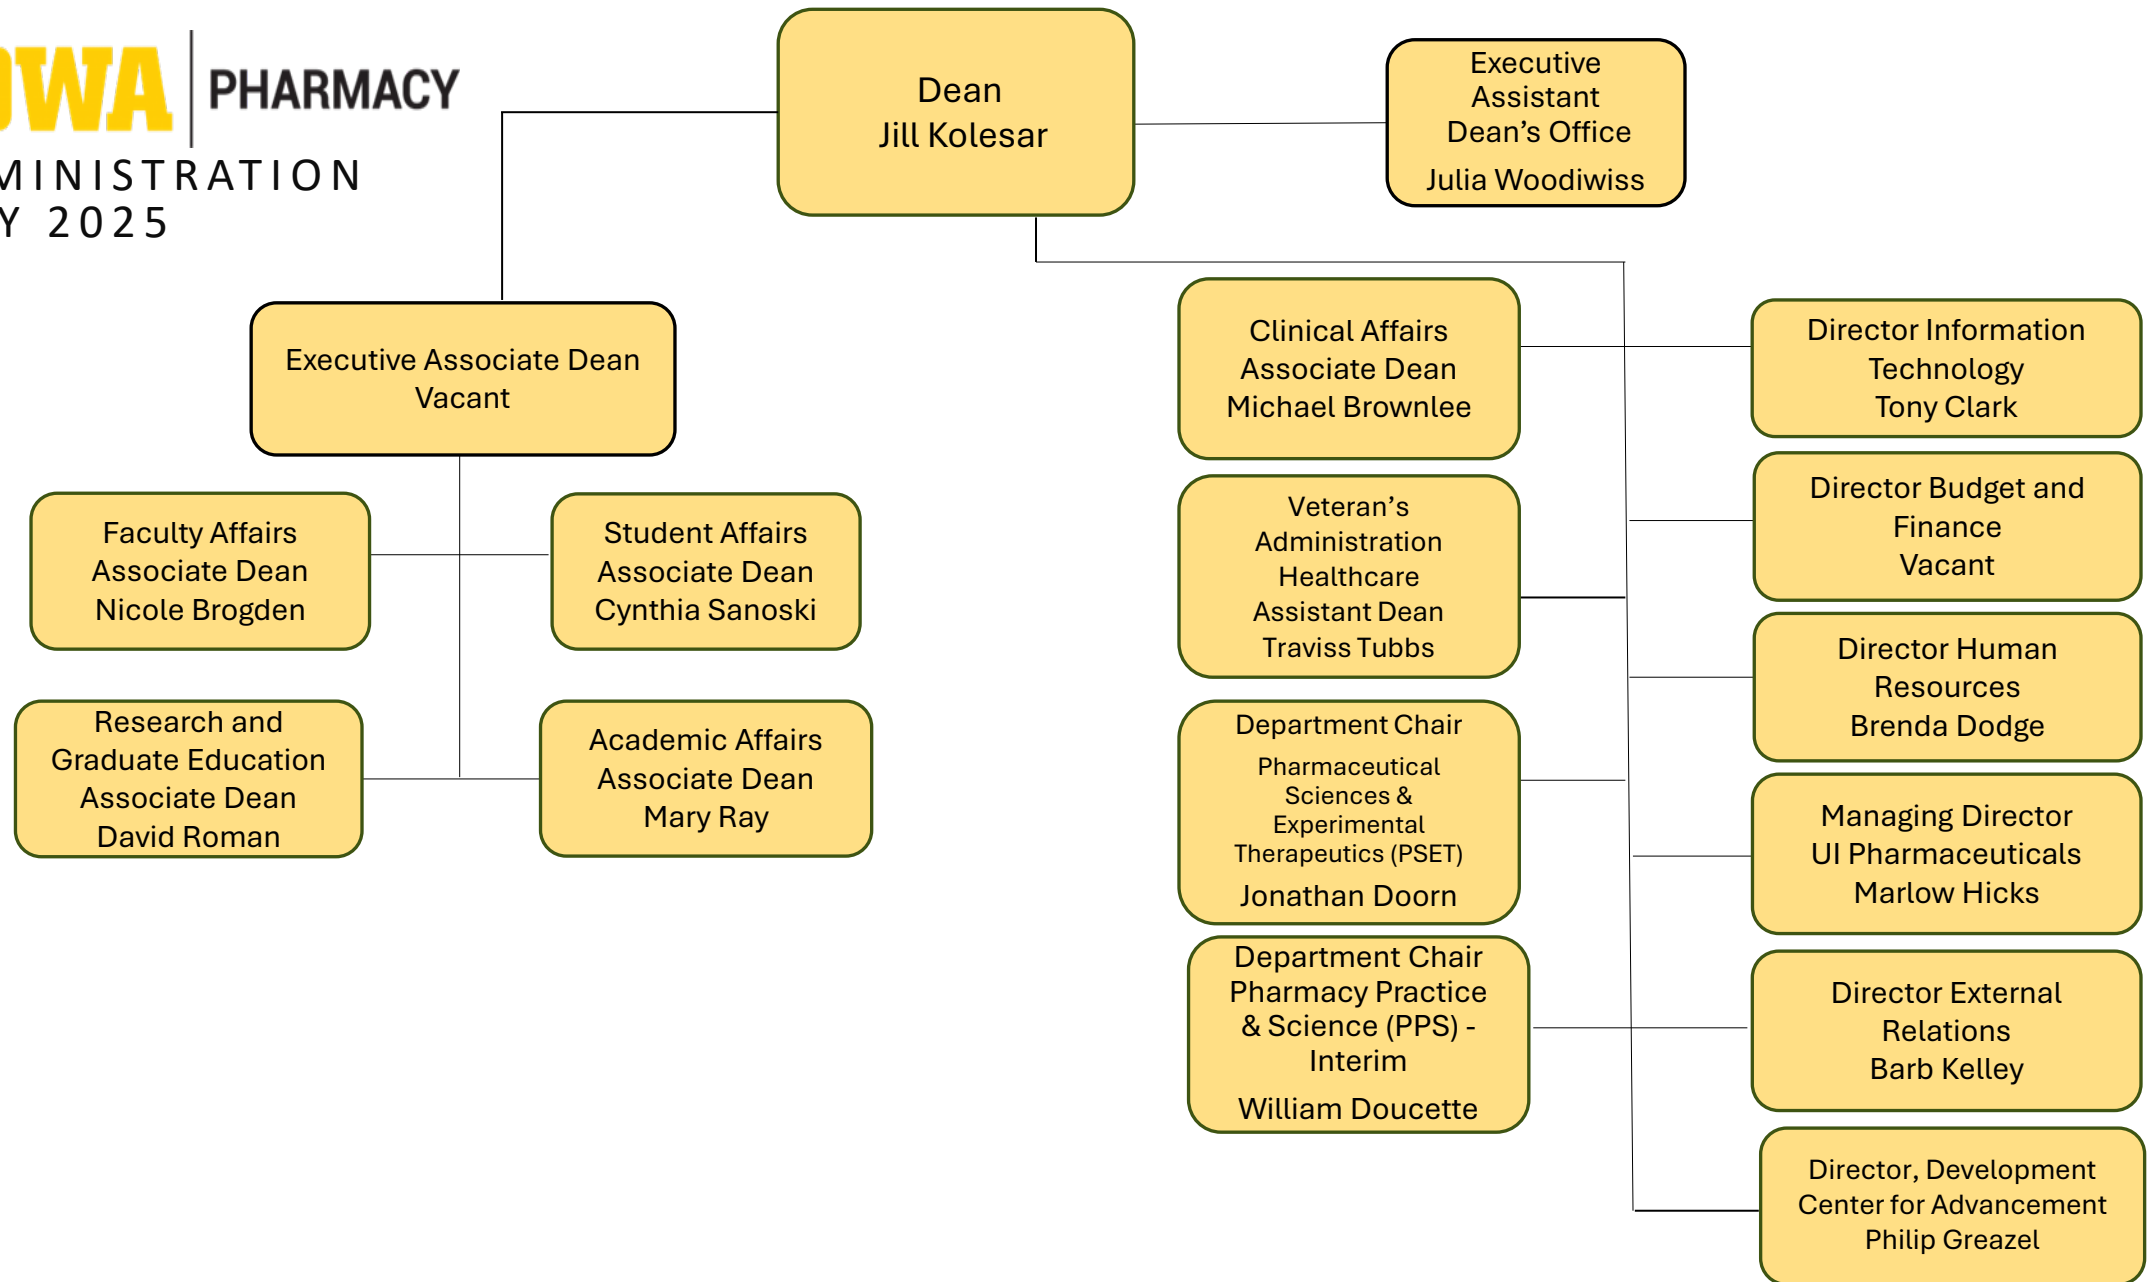 OWA | PHARMACY
MINISTRATION
Y 2025
Dean
Jill Kolesar
Executive
Assistant
Dean’s Office
Julia Woodiwiss
Executive Associate Dean
Vacant
Faculty Affairs
Associate Dean
Nicole Brogden
Student Affairs
Associate Dean
Cynthia Sanoski
Research and
Graduate Education
Associate Dean
David Roman
Academic Affairs
Associate Dean
Mary Ray
Clinical Affairs
Associate Dean
Michael Brownlee
Veteran’s
Administration
Healthcare
Assistant Dean
Traviss Tubbs
Department Chair
Pharmaceutical
Sciences &
Experimental
Therapeutics (PSET)
Jonathan Doorn
Department Chair
Pharmacy Practice
& Science (PPS) -
Interim
William Doucette
Director Information
Technology
Tony Clark
Director Budget and
Finance
Vacant
Director Human
Resources
Brenda Dodge
Managing Director
UI Pharmaceuticals
Marlow Hicks
Director External
Relations
Barb Kelley
Director, Development
Center for Advancement
Philip Greazel